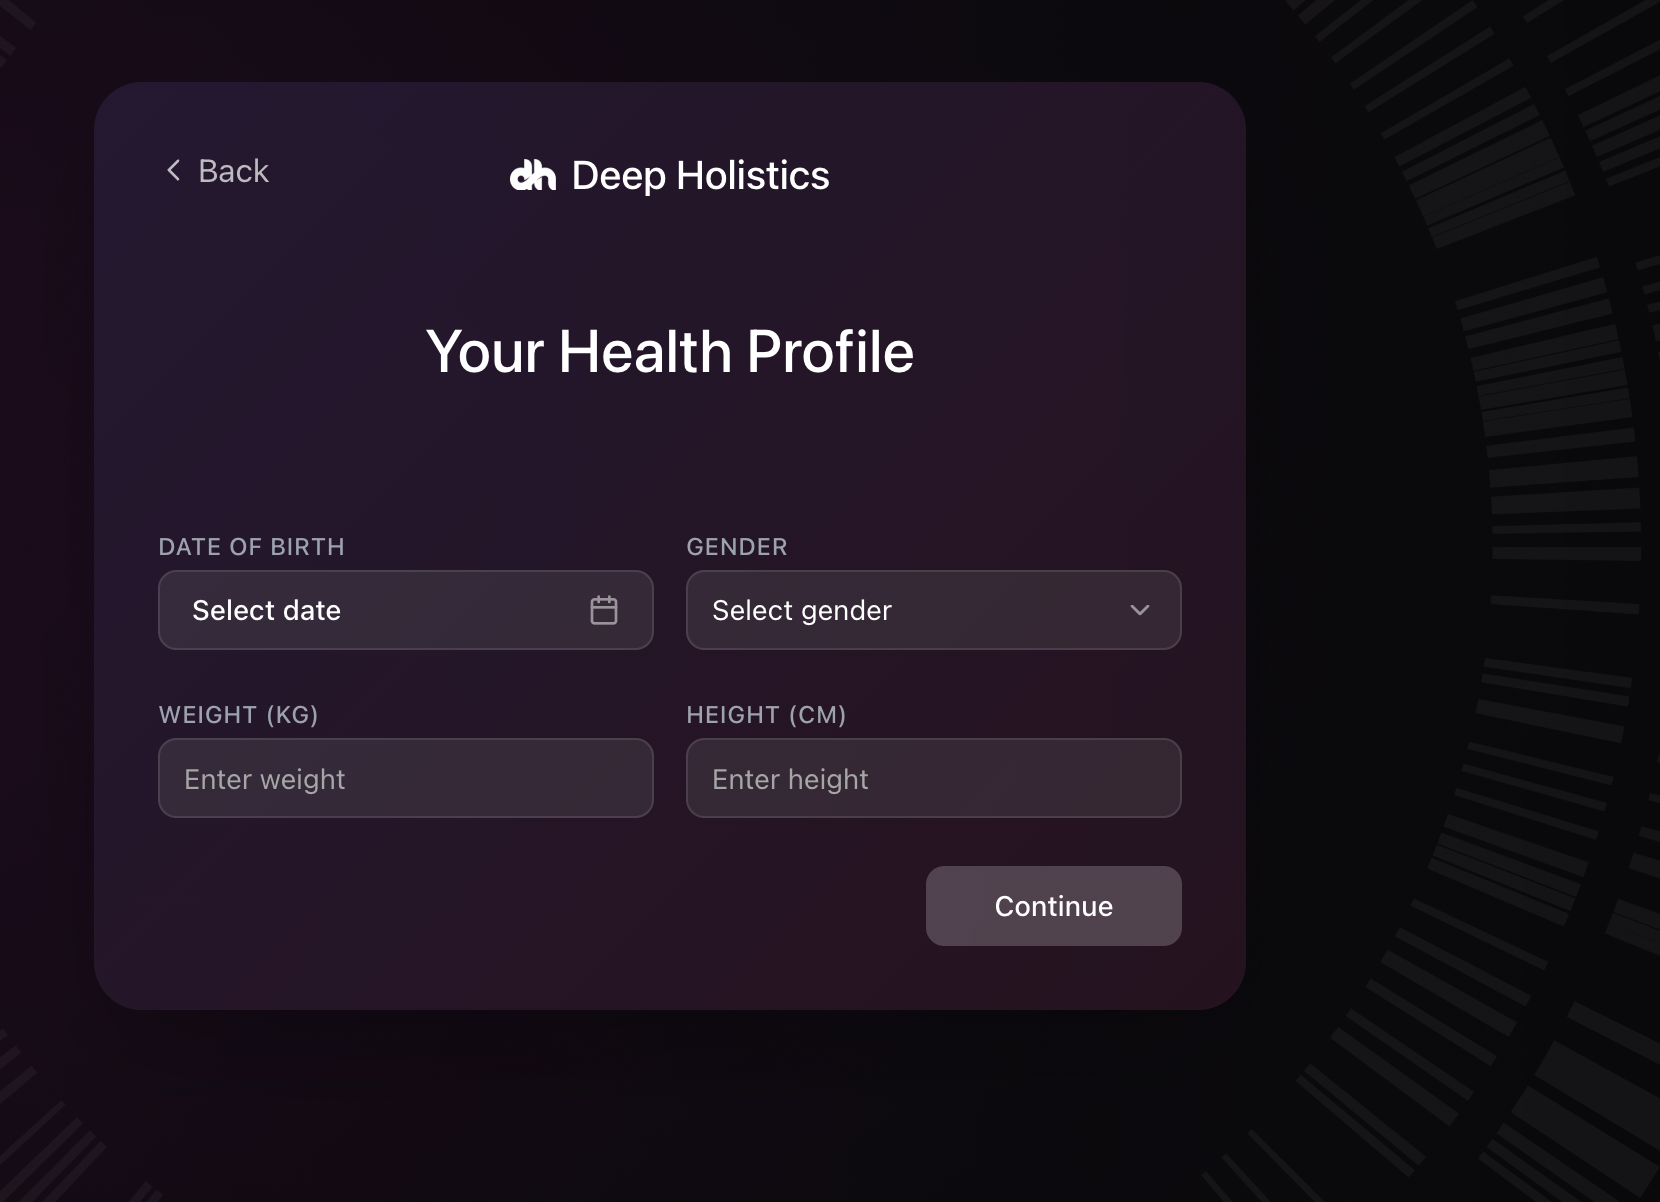 Back
dh Deep Holistics
Your Health Profile
DATE OF BIRTH
GENDER
Select date
Select gender
WEIGHT (KG)
HEIGHT (CM)
Enter weight
Enter height
Continue